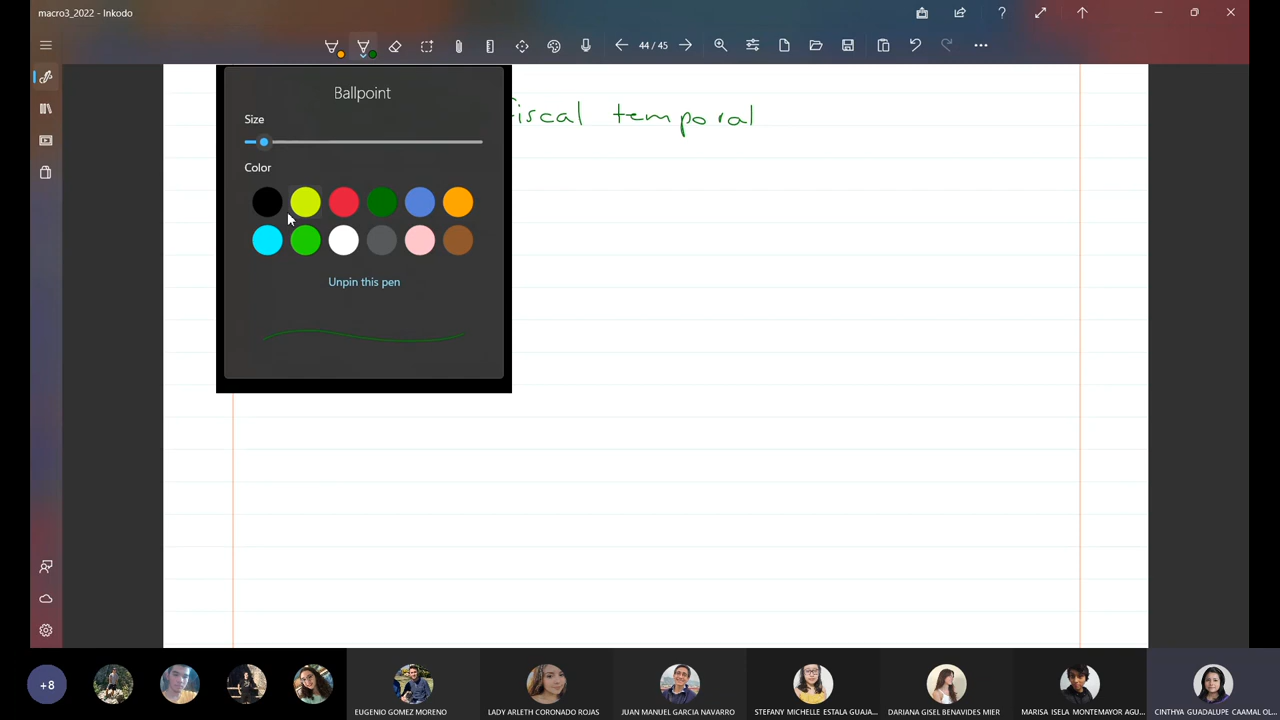 macro3_2022 - Inkodo
44 / 45
Ballpoint
fiscal temporal
Size
Color
Unpin this pen
+8
EUGENIO GOMEZ MORENO
LADY ARLETH CORONADO ROJAS
JUAN MANUEL GARCIA NAVARRO
STEFANY MICHELLE ESTALA GUAJA...
DARIANA GISEL BENAVIDES MIER
MARISA ISELA MONTEMAYOR AGU...
CINTHYA GUADALUPE CAAMAL OL...